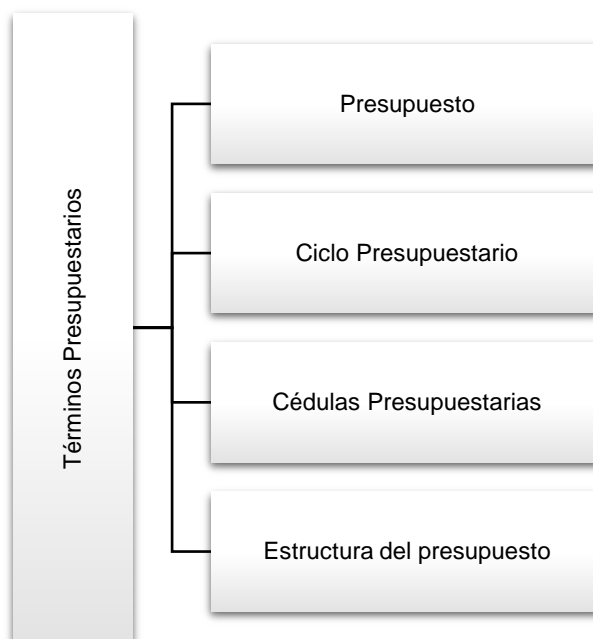 Términos Presupuestarios
Presupuesto
Ciclo Presupuestario
Cédulas Presupuestarias
Estructura del presupuesto